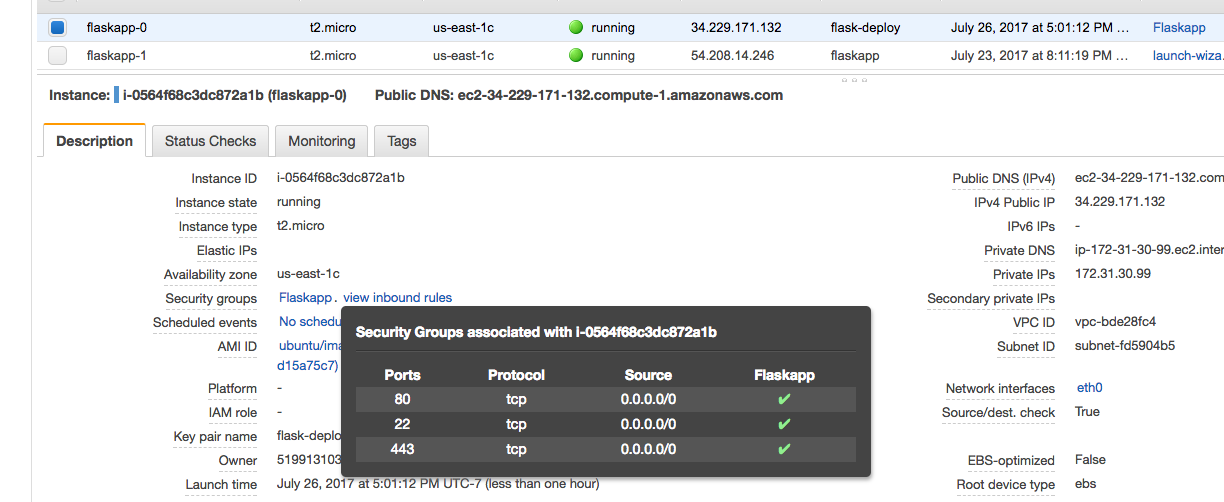 flaskapp-0 t2.micro us-east-1c running 34.229.171.132 flask-deploy July 26, 2017 at 5:01:12 PM ... Flaskapp
flaskapp-1 t2.micro us-east-1c running 54.208.14.246 flaskapp July 23, 2017 at 8:11:19 PM ... launch-wiza.
Instance: i-0564f68c3dc872a1b (flaskapp-0) Public DNS: ec2-34-229-171-132.compute-1.amazonaws.com
Description Status Checks Monitoring Tags
Instance ID i-0564f68c3dc872a1b Public DNS (IPv4) ec2-34-229-171-132.com
Instance state running IPv4 Public IP 34.229.171.132
Instance type t2.micro IPv6 IPs -
Elastic IPs Private DNS ip-172-31-30-99.ec2.inter
Availability zone us-east-1c Private IPs 172.31.30.99
Security groups Flaskapp. view inbound rules Secondary private IPs
Scheduled events No schedu VPC ID vpc-bde28fc4
AMI ID ubuntu/ima Subnet ID subnet-fd5904b5
d15a75c7)
Platform - Network interfaces eth0
IAM role - Source/dest. check True
Key pair name flask-deplo
Owner 519913103 EBS-optimized False
Launch time July 26, 2017 at 5:01:12 PM UTC-7 (less than one hour) Root device type ebs
Security Groups associated with i-0564f68c3dc872a1b
Ports Protocol Source Flaskapp
80 tcp 0.0.0.0/0 ✔
22 tcp 0.0.0.0/0 ✔
443 tcp 0.0.0.0/0 ✔